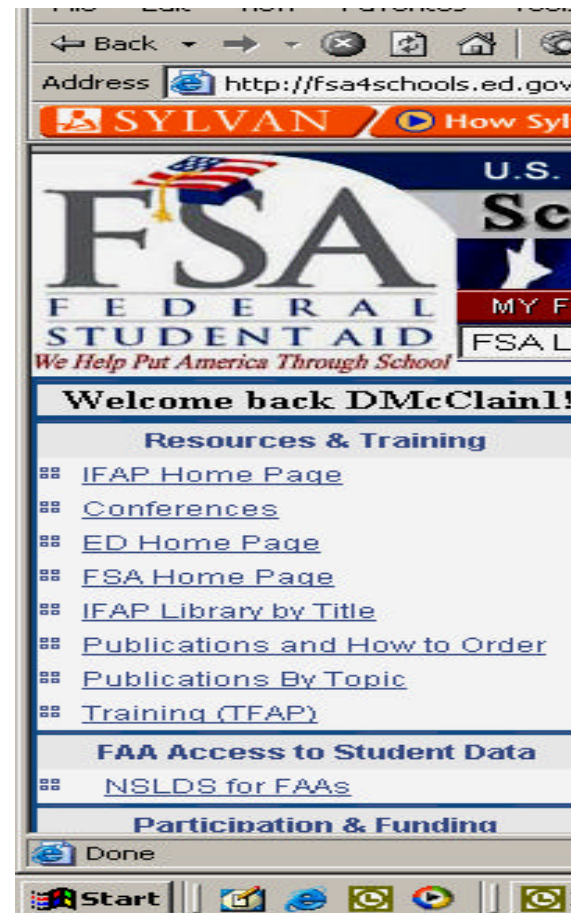 Back
Address http://fsa4schools.ed.gov
SYLVAN How Syl
U.S.
FSA
Sc
FEDERAL
MY F
STUDENT AID
FSA L
We Help Put America Through School
Welcome back DMcClain1!
Resources & Training
IFAP Home Page
Conferences
ED Home Page
FSA Home Page
IFAP Library by Title
Publications and How to Order
Publications By Topic
Training (TFAP)
FAA Access to Student Data
NSLDS for FAAs
Participation & Funding
Done
Start